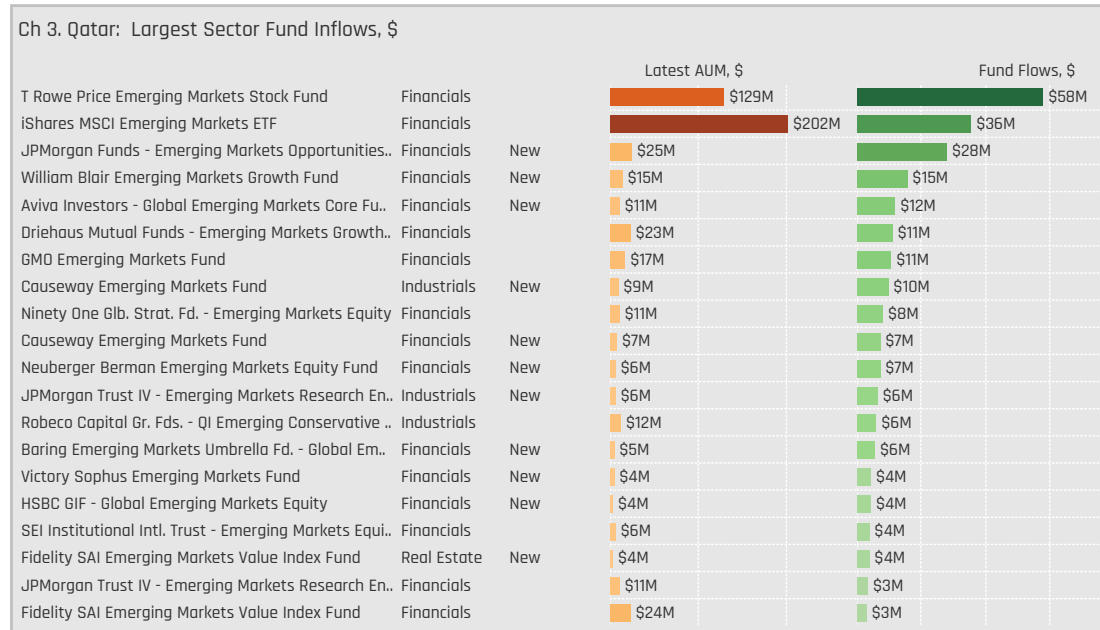 Ch 3. Qatar: Largest Sector Fund Inflows, $
Latest AUM, $ Fund Flows, $
T Rowe Price Emerging Markets Stock Fund Financials $129M $58M
iShares MSCI Emerging Markets ETF Financials $202M $36M
JPMorgan Funds - Emerging Markets Opportunities.. Financials New $25M $28M
William Blair Emerging Markets Growth Fund Financials New $15M $15M
Aviva Investors - Global Emerging Markets Core Fu.. Financials New $11M $12M
Driehaus Mutual Funds - Emerging Markets Growth.. Financials $23M $11M
GMO Emerging Markets Fund Financials $17M $11M
Causeway Emerging Markets Fund Industrials New $9M $10M
Ninety One Glb. Strat. Fd. - Emerging Markets Equity Financials $11M $8M
Causeway Emerging Markets Fund Financials New $7M $7M
Neuberger Berman Emerging Markets Equity Fund Financials New $6M $7M
JPMorgan Trust IV - Emerging Markets Research En.. Industrials New $6M $6M
Robeco Capital Gr. Fds. - QI Emerging Conservative .. Industrials $12M $6M
Baring Emerging Markets Umbrella Fd. - Global Em.. Financials New $5M $6M
Victory Sophus Emerging Markets Fund Financials New $4M $4M
HSBC GIF - Global Emerging Markets Equity Financials New $4M $4M
SEI Institutional Intl. Trust - Emerging Markets Equi.. Financials $6M $4M
Fidelity SAI Emerging Markets Value Index Fund Real Estate New $4M $4M
JPMorgan Trust IV - Emerging Markets Research En.. Financials $11M $3M
Fidelity SAI Emerging Markets Value Index Fund Financials $24M $3M